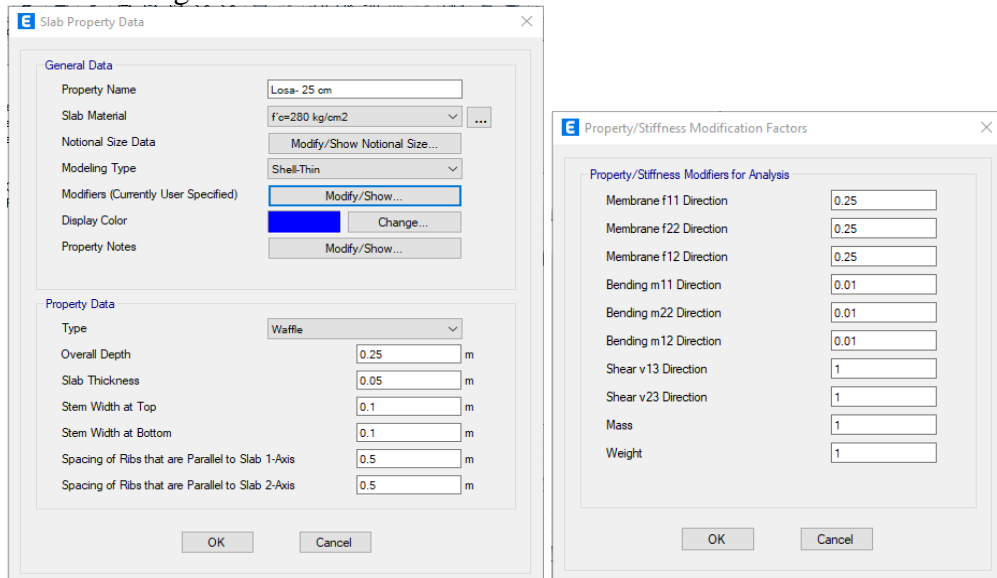 E Slab Property Data
General Data
Property Name Losa- 25 cm
Slab Material f'c=280 kg/cm2 ...
Notional Size Data Modify/Show Notional Size...
Modeling Type Shell-Thin
Modifiers (Currently User Specified) Modify/Show...
Display Color Change...
Property Notes Modify/Show...
Property Data
Type Waffle
Overall Depth 0.25 m
Slab Thickness 0.05 m
Stem Width at Top 0.1 m
Stem Width at Bottom 0.1 m
Spacing of Ribs that are Parallel to Slab 1-Axis 0.5 m
Spacing of Ribs that are Parallel to Slab 2-Axis 0.5 m
OK Cancel
E Property/Stiffness Modification Factors
Property/Stiffness Modifiers for Analysis
Membrane f11 Direction 0.25
Membrane f22 Direction 0.25
Membrane f12 Direction 0.25
Bending m11 Direction 0.01
Bending m22 Direction 0.01
Bending m12 Direction 0.01
Shear v13 Direction 1
Shear v23 Direction 1
Mass 1
Weight 1
OK Cancel